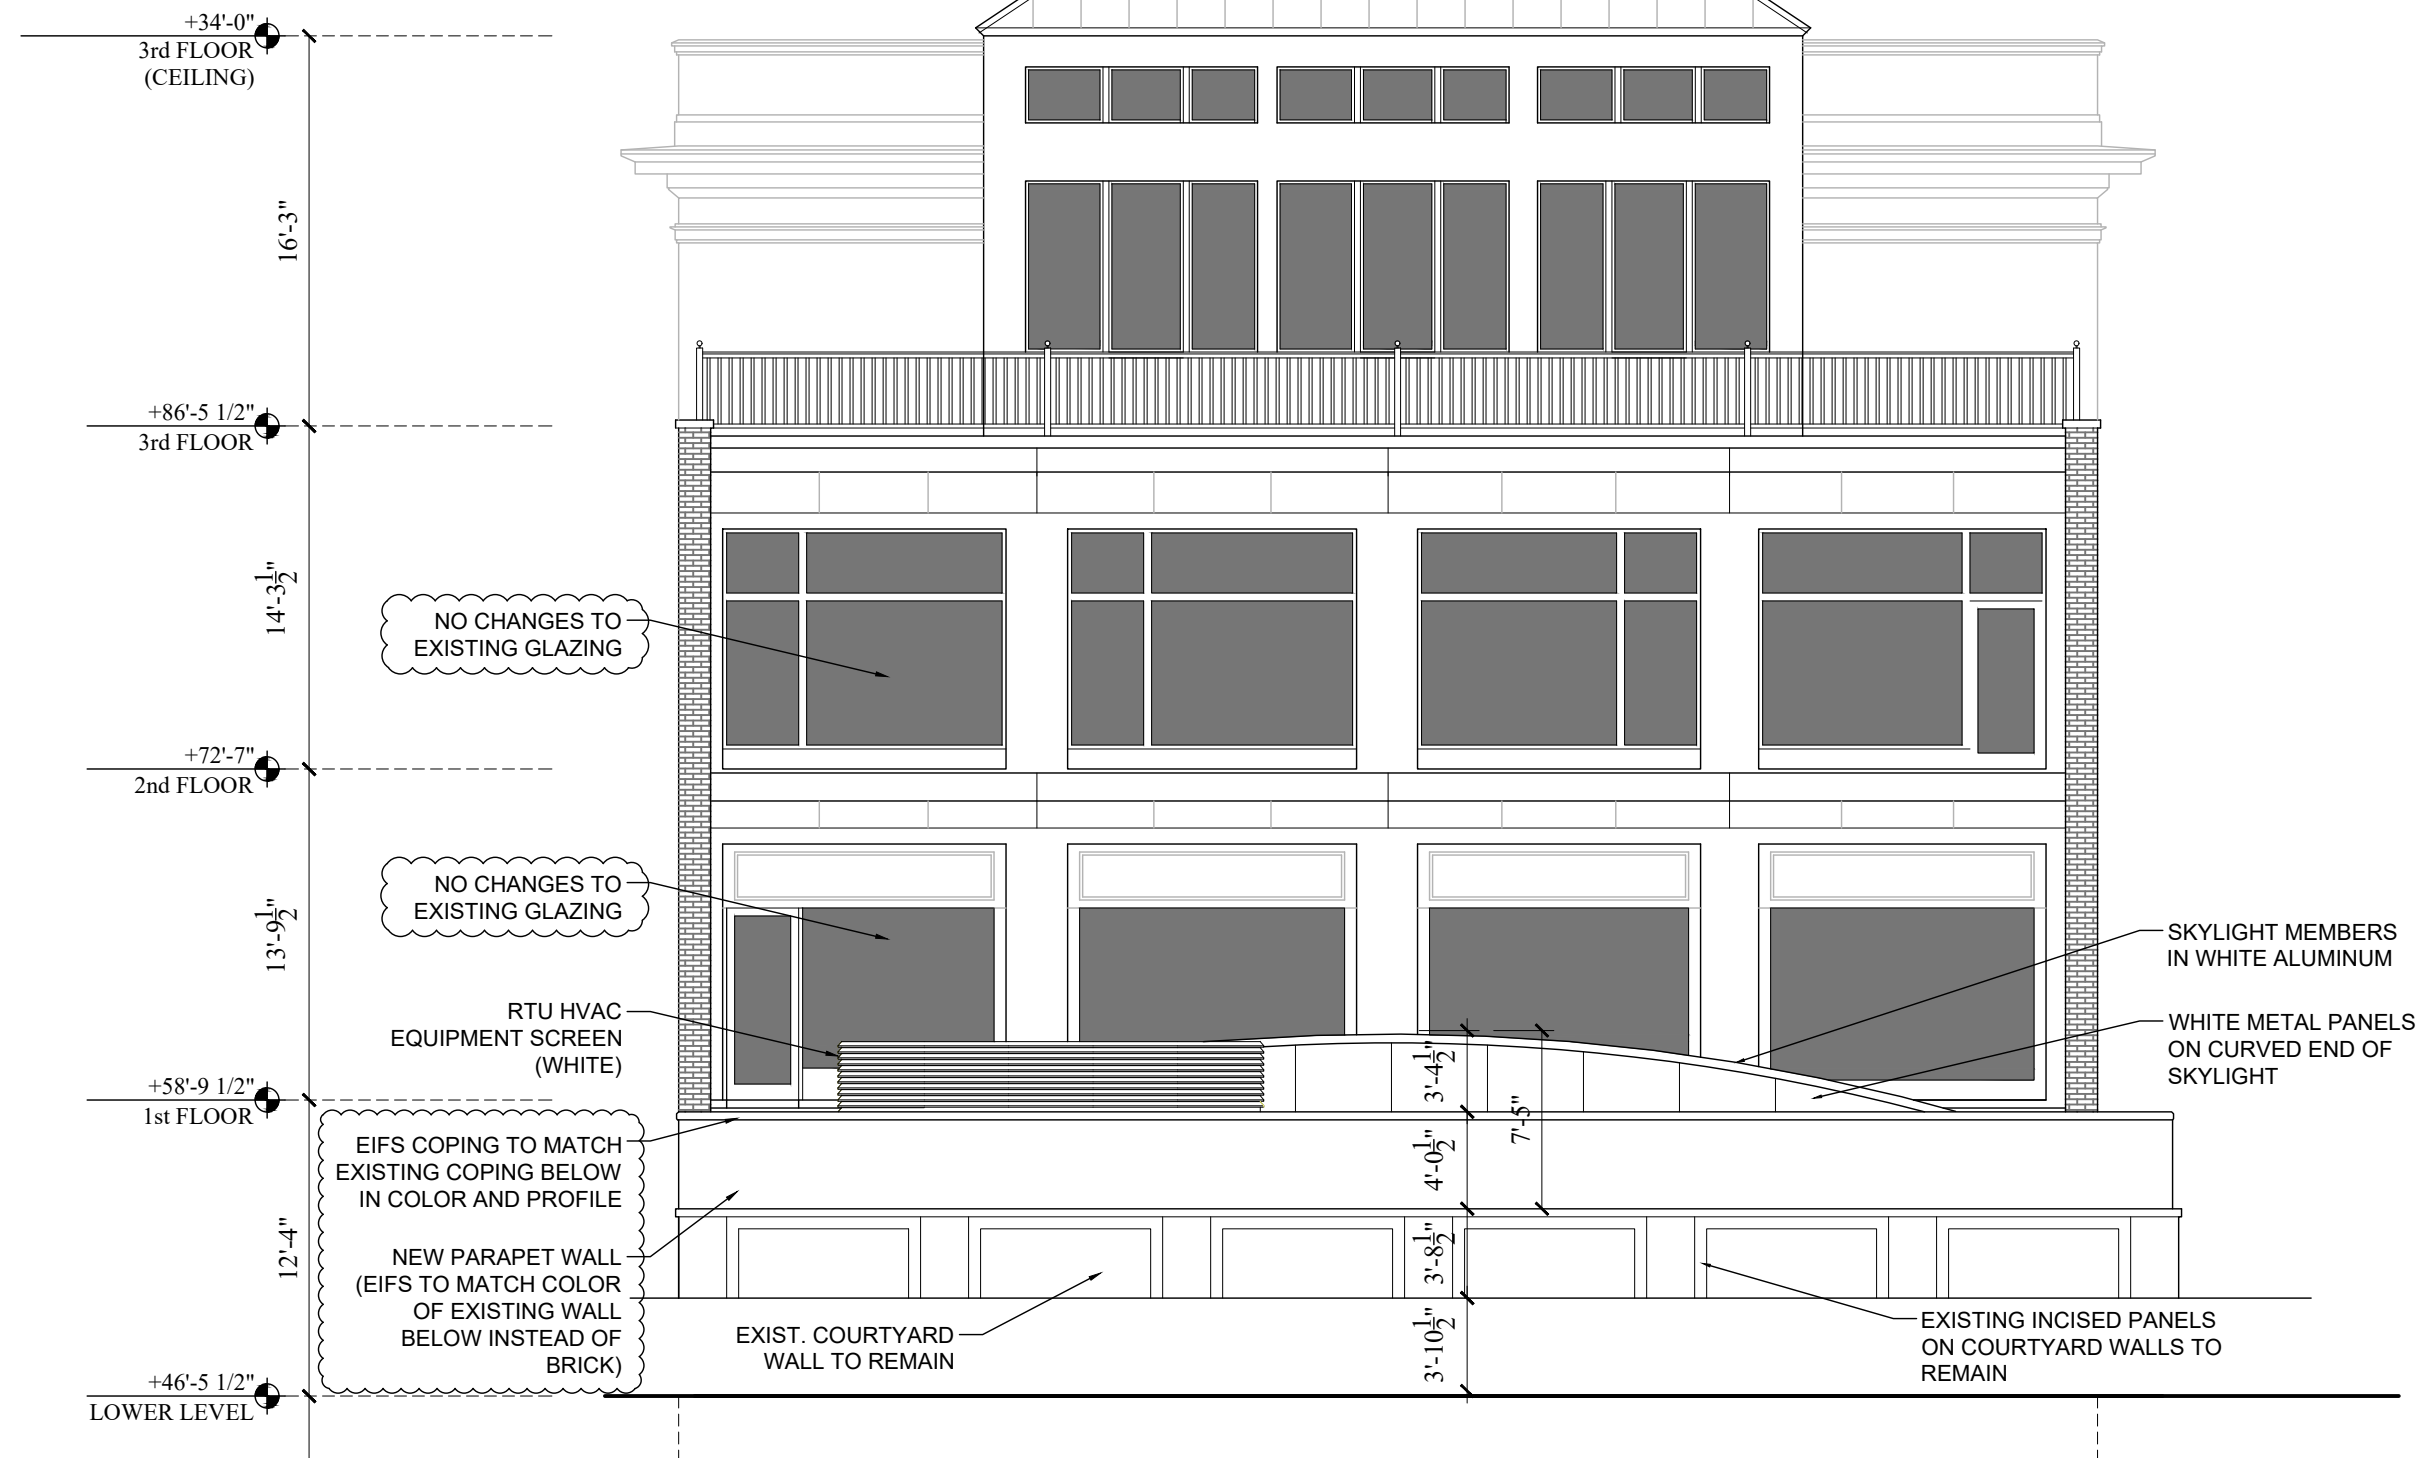 +34'-0"
3rd FLOOR
(CEILING)
16'-3"
+86'-5 1/2"
3rd FLOOR
14'-3 1/2"
NO CHANGES TO
EXISTING GLAZING
+72'-7"
2nd FLOOR
13'-9 1/2"
NO CHANGES TO
EXISTING GLAZING
RTU HVAC
EQUIPMENT SCREEN
(WHITE)
+58'-9 1/2"
1st FLOOR
EIFS COPING TO MATCH
EXISTING COPING BELOW
IN COLOR AND PROFILE
12'-4"
NEW PARAPET WALL
(EIFS TO MATCH COLOR
OF EXISTING WALL
BELOW INSTEAD OF
BRICK)
+46'-5 1/2"
LOWER LEVEL
EXIST. COURTYARD
WALL TO REMAIN
3'-4 1/2"
7'-5"
4'-0 1/2"
3'-8 1/2"
3'-10 1/2"
SKYLIGHT MEMBERS
IN WHITE ALUMINUM
WHITE METAL PANELS
ON CURVED END OF
SKYLIGHT
EXISTING INCISED PANELS
ON COURTYARD WALLS TO
REMAIN